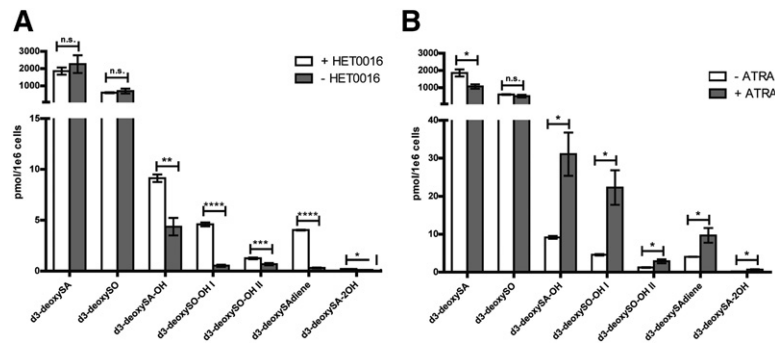 A
n.s.
n.s.
+ HET0016
- HET0016
3000
2000
1000
15
10
5
0
pmol/1e6 cells
**
****
***
****
*
d3-deoxySA
d3-deoxySO
d3-deoxySA-OH
d3-deoxySO-OH I
d3-deoxySO-OH II
d3-deoxySAdiene
d3-deoxySA-2OH
B
*
n.s.
- ATRA
+ ATRA
3000
2000
1000
40
30
20
10
0
pmol/1e6 cells
*
*
*
*
*
d3-deoxySA
d3-deoxySO
d3-deoxySA-OH
d3-deoxySO-OH I
d3-deoxySO-OH II
d3-deoxySAdiene
d3-deoxySA-2OH